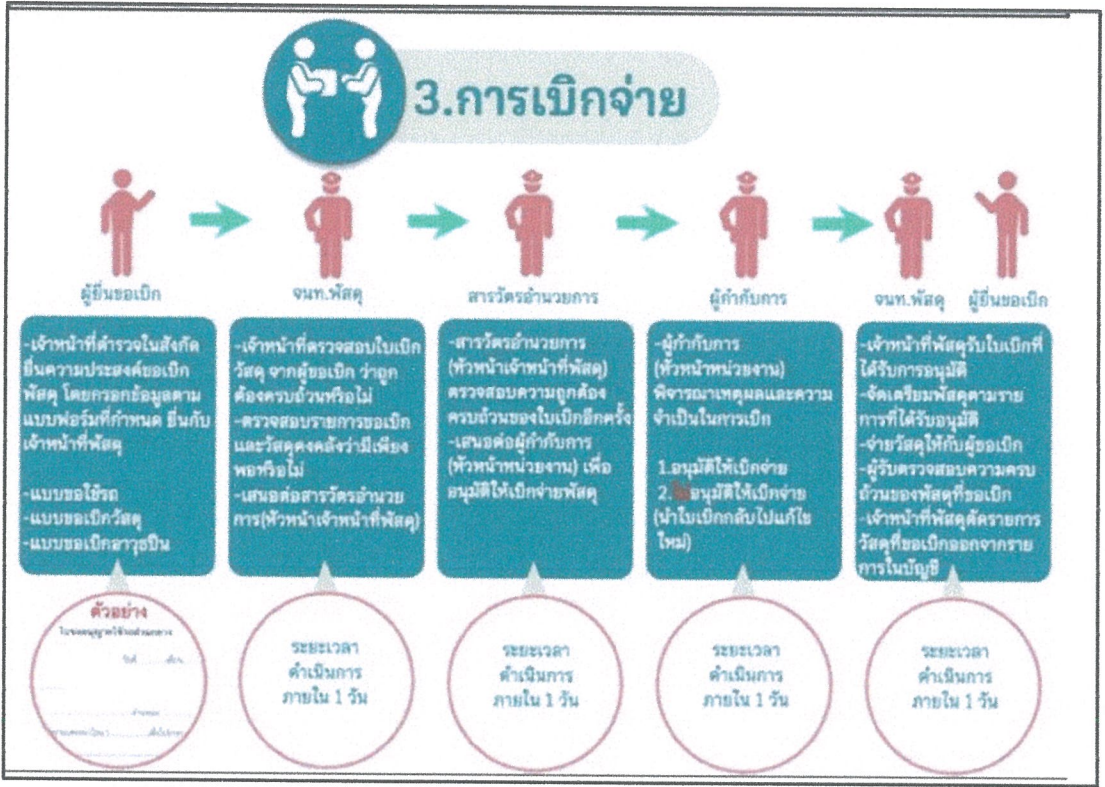 3.การเบิกจ่าย
ผู้ยื่นขอเบิก
-เจ้าหน้าที่ตำรวจในสังกัด
ยื่นความประสงค์ขอเบิก
พัสดุ โดยกรอกข้อมูลตาม
แบบฟอร์มที่กำหนด ยื่นกับ
เจ้าหน้าที่พัสดุ
-แบบขอใช้รถ
-แบบขอเบิกวัสดุ
-แบบขอเบิกอาวุธปืน
ตัวอย่าง
ใบขออนุญาตใช้รถส่วนกลาง
วันที่
เดือน
จนท.พัสดุ
-เจ้าหน้าที่ตรวจสอบใบเบิก
วัสดุ จากผู้ขอเบิก ว่าถูก
ต้องครบถ้วนหรือไม่
-ตรวจสอบรายการขอเบิก
และวัสดุคงคลังว่ามีเพียง
พอหรือไม่
-เสนอต่อสารวัตรอำนวย
การ(หัวหน้าเจ้าหน้าที่พัสดุ)
ระยะเวลา
ดำเนินการ
ภายใน 1 วัน
สารวัตรอำนวยการ
-สารวัตรอำนวยการ
(หัวหน้าเจ้าหน้าที่พัสดุ)
ตรวจสอบความถูกต้อง
ครบถ้วนของใบเบิกอีกครั้ง
-เสนอต่อผู้กำกับการ
(หัวหน้าหน่วยงาน) เพื่อ
อนุมัติให้เบิกจ่ายพัสดุ
ระยะเวลา
ดำเนินการ
ภายใน 1 วัน
ผู้กำกับการ
-ผู้กำกับการ
(หัวหน้าหน่วยงาน)
พิจารณาเหตุผลและความ
จำเป็นในการเบิก
1.อนุมัติให้เบิกจ่าย
2.ไม่อนุมัติให้เบิกจ่าย
(นำใบเบิกกลับไปแก้ไข
ใหม่)
ระยะเวลา
ดำเนินการ
ภายใน 1 วัน
จนท.พัสดุ ผู้ยื่นขอเบิก
-เจ้าหน้าที่พัสดุรับใบเบิกที่
ได้รับการอนุมัติ
-จัดเตรียมพัสดุตามราย
การที่ได้รับอนุมัติ
-จ่ายวัสดุให้กับผู้ขอเบิก
-ผู้รับตรวจสอบความครบ
ถ้วนของพัสดุที่ขอเบิก
-เจ้าหน้าที่พัสดุตัดรายการ
วัสดุที่ขอเบิกออกจากราย
การในบัญชี
ระยะเวลา
ดำเนินการ
ภายใน 1 วัน